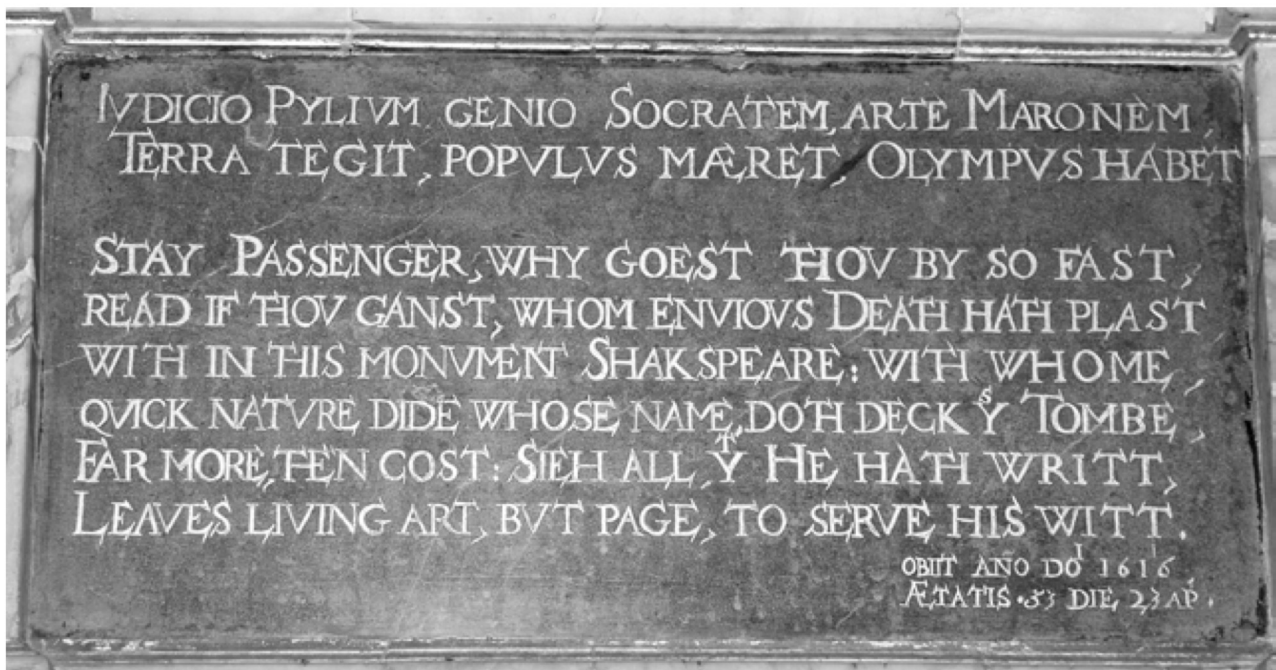 IVDICIO PYLIVM, GENIO SOCRATEM, ARTE MARONEM,
TERRA TEGIT, POPVLVS MÆRET, OLYMPVS HABET
STAY PASSENGER, WHY GOEST THOV BY SO FAST,
READ IF THOV CANST, WHOM ENVIOVS DEATH HATH PLAST
WITH IN THIS MONVMENT SHAKSPEARE: WITH WHOME,
QVICK NATVRE DIDE WHOSE NAME, DOTH DECK Yˢ TOMBE,
FAR MORE, THEN COST: SIEH ALL, Yᵀ HE HATH WRITT,
LEAVES LIVING ART, BVT PAGE, TO SERVE HIS WITT.
OBIIT AÑO DOᴵ 1616
ÆTATIS · 53 DIE, 23 AP.